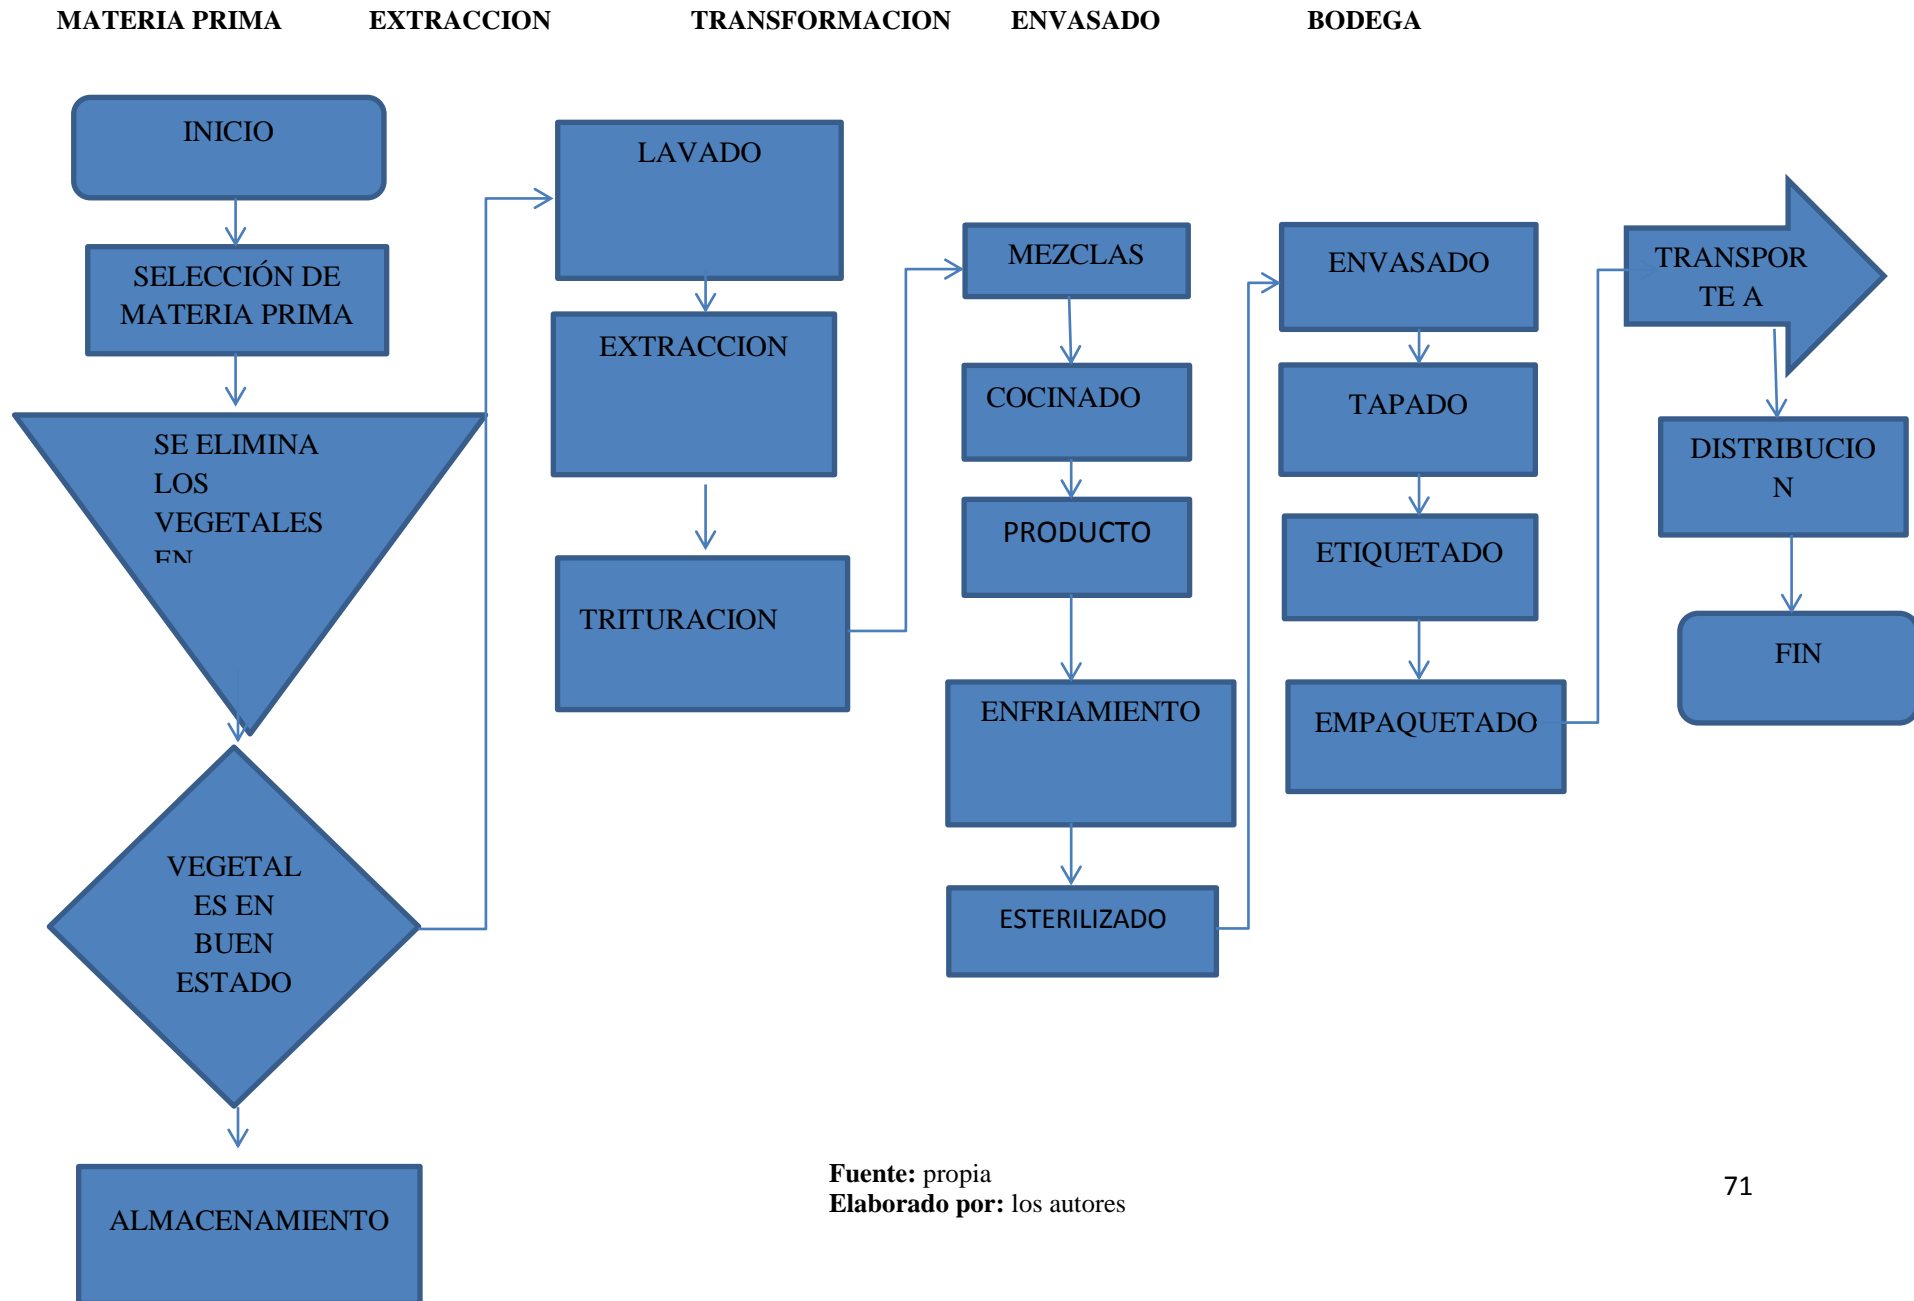 MATERIA PRIMA EXTRACCION TRANSFORMACION ENVASADO BODEGA
INICIO
SELECCIÓN DE
MATERIA PRIMA
SE ELIMINA
LOS
VEGETALES
EN
VEGETAL
ES EN
BUEN
ESTADO
ALMACENAMIENTO
LAVADO
EXTRACCION
TRITURACION
MEZCLAS
COCINADO
PRODUCTO
ENFRIAMIENTO
ESTERILIZADO
ENVASADO
TAPADO
ETIQUETADO
EMPAQUETADO
TRANSPOR
TE A
DISTRIBUCIO
N
FIN
Fuente: propia
Elaborado por: los autores
71